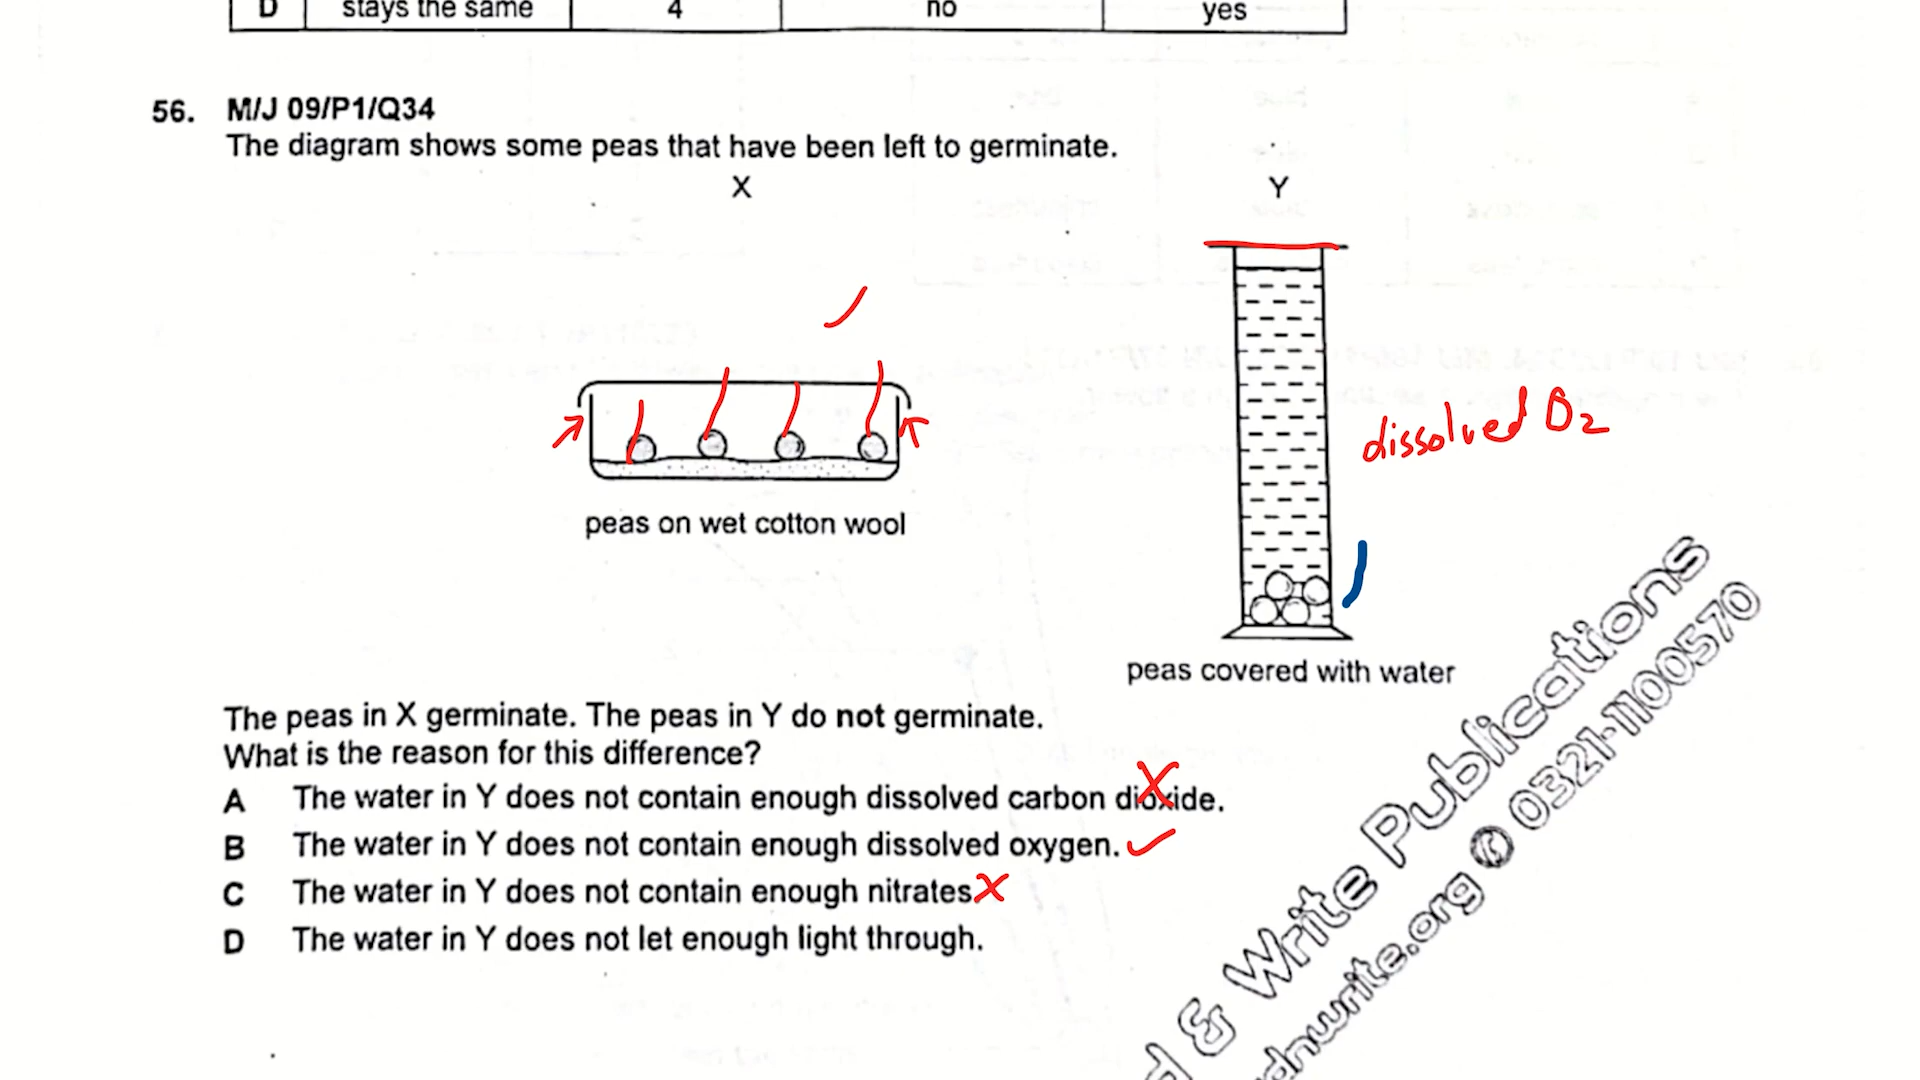 D stays the same 4 no yes
56. M/J 09/P1/Q34
The diagram shows some peas that have been left to germinate.
X Y
dissolved O2
peas on wet cotton wool
peas covered with water
The peas in X germinate. The peas in Y do not germinate.
What is the reason for this difference?
A The water in Y does not contain enough dissolved carbon dioxide.
B The water in Y does not contain enough dissolved oxygen.
C The water in Y does not contain enough nitrates
D The water in Y does not let enough light through.
& Write Publications
0321-1100570